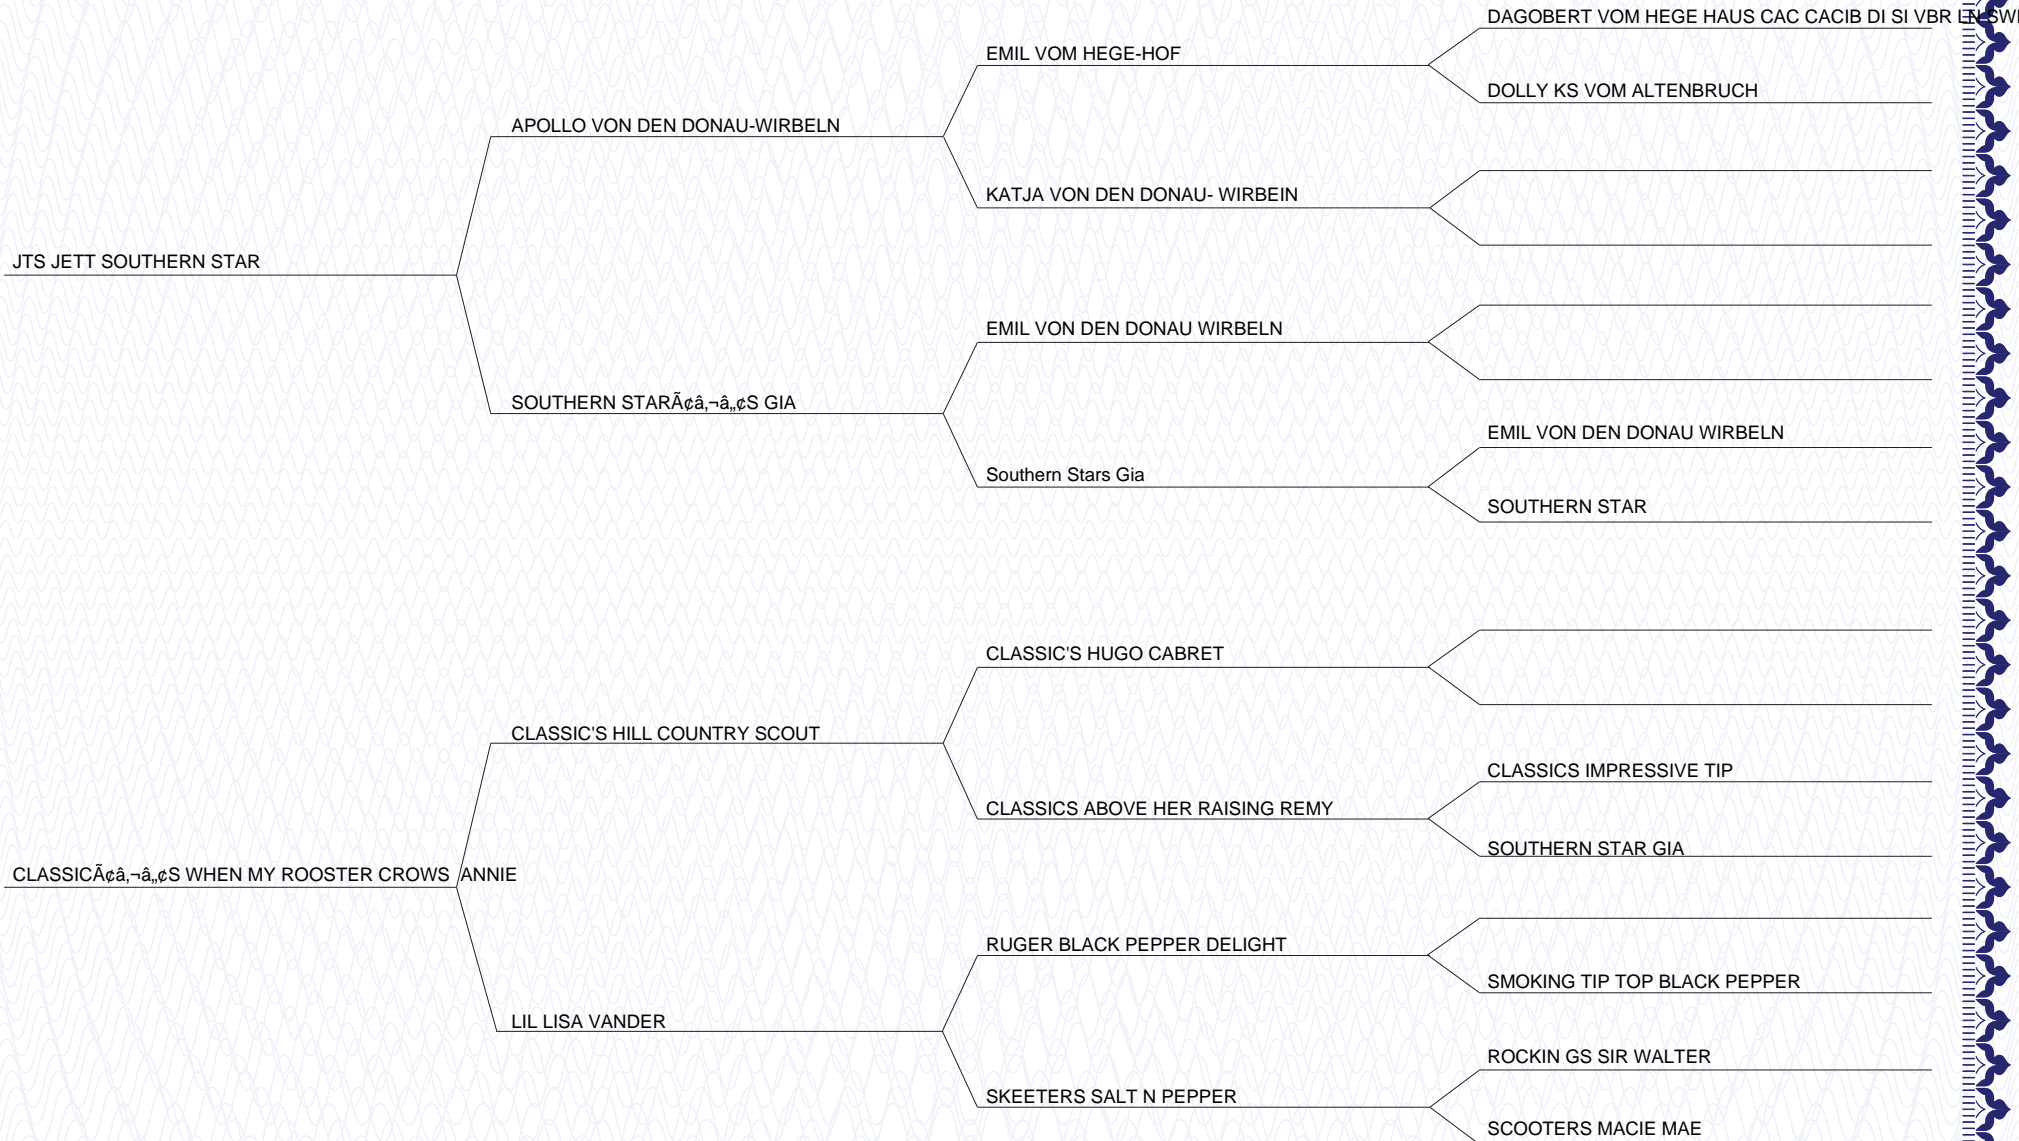 DAGOBERT VOM HEGE HAUS CAC CACIB DI SI VBR LN SW
EMIL VOM HEGE-HOF
DOLLY KS VOM ALTENBRUCH
APOLLO VON DEN DONAU-WIRBELN
KATJA VON DEN DONAU- WIRBEIN
JTS JETT SOUTHERN STAR
EMIL VON DEN DONAU WIRBELN
SOUTHERN STARÃ¢â‚¬â„¢S GIA
EMIL VON DEN DONAU WIRBELN
Southern Stars Gia
SOUTHERN STAR
CLASSIC'S HUGO CABRET
CLASSIC'S HILL COUNTRY SCOUT
CLASSICS IMPRESSIVE TIP
CLASSICS ABOVE HER RAISING REMY
SOUTHERN STAR GIA
CLASSICÃ¢â‚¬â„¢S WHEN MY ROOSTER CROWS ANNIE
RUGER BLACK PEPPER DELIGHT
SMOKING TIP TOP BLACK PEPPER
LIL LISA VANDER
ROCKIN GS SIR WALTER
SKEETERS SALT N PEPPER
SCOOTERS MACIE MAE